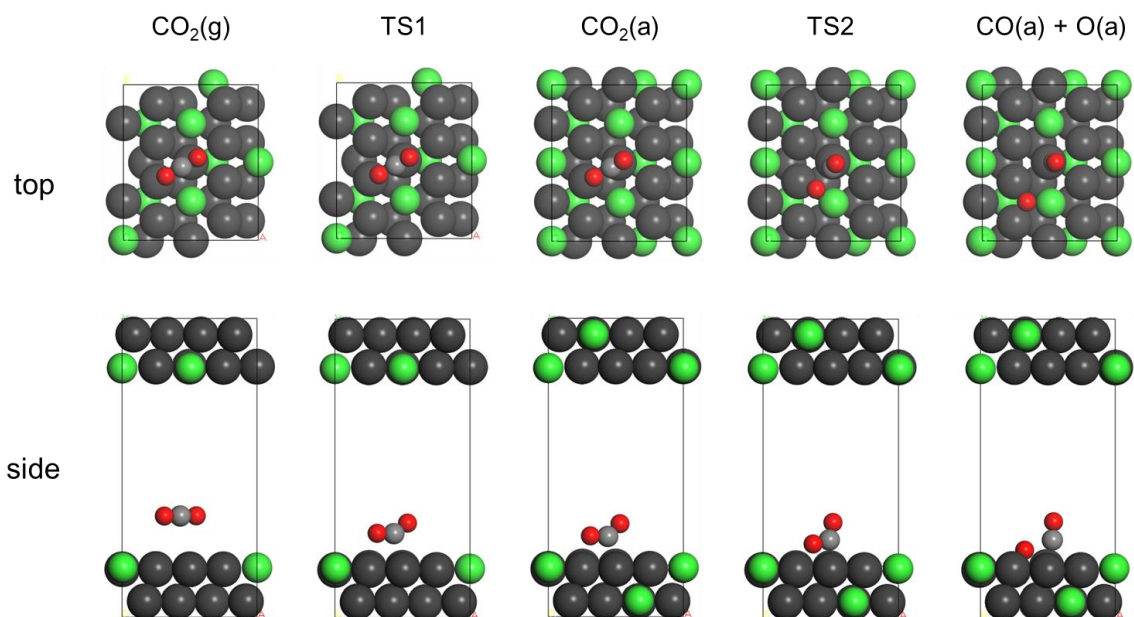 CO₂(g) TS1 CO₂(a) TS2 CO(a) + O(a)
top
A A
side
A A A A A